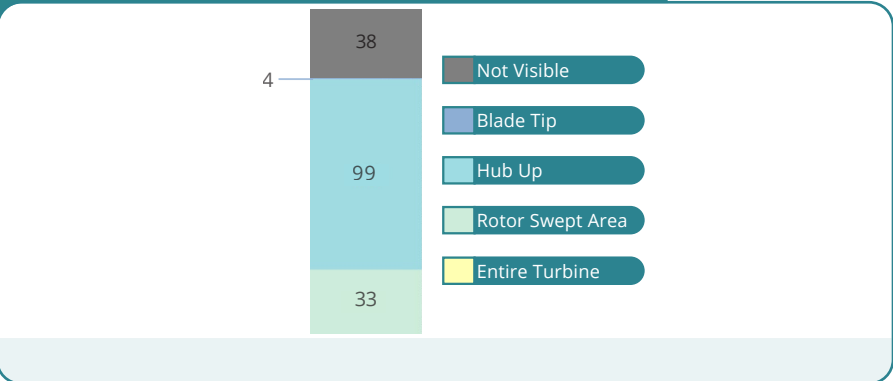 38
4
99
33
Not Visible
Blade Tip
Hub Up
Rotor Swept Area
Entire Turbine